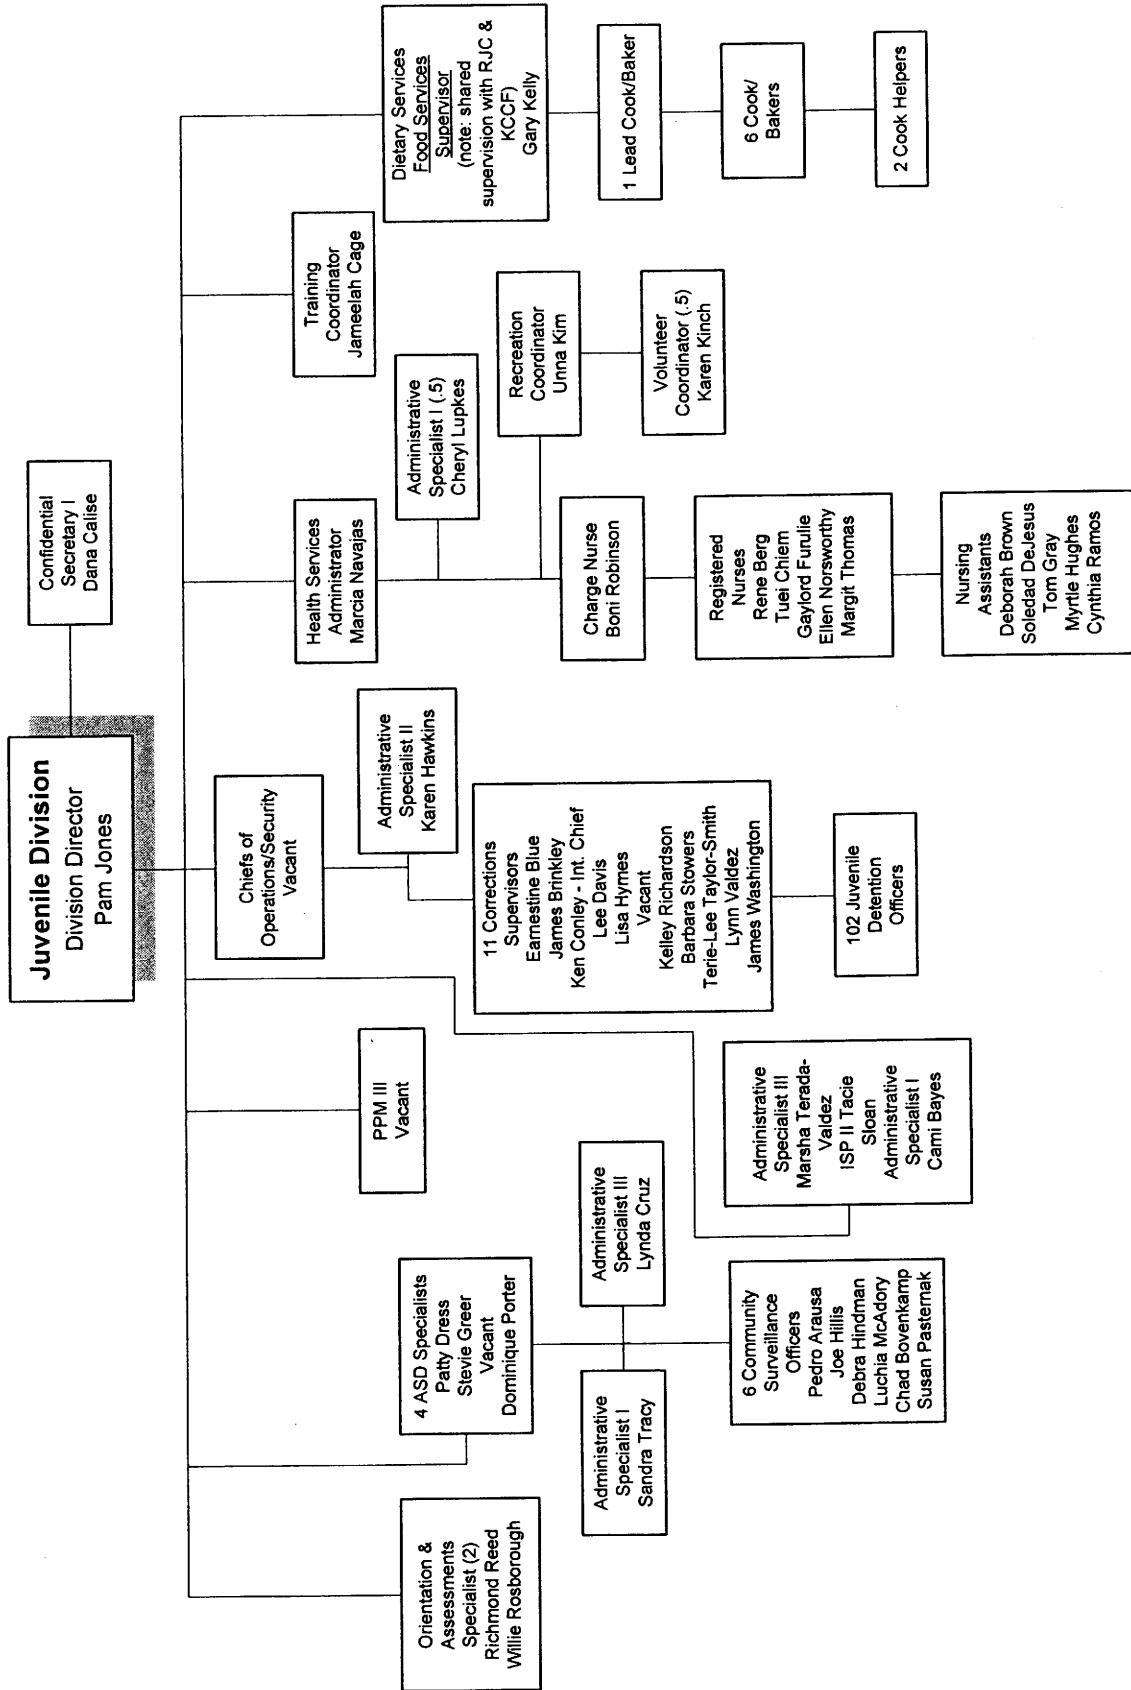 Juvenile Division
Division Director
Pam Jones
Confidential
Secretary I
Dana Calise
Orientation &
Assessments
Specialist (2)
Richmond Reed
Willie Rosborough
4 ASD Specialists
Patty Dress
Stevie Greer
Vacant
Dominique Porter
Administrative
Specialist I
Sandra Tracy
Administrative
Specialist III
Lynda Cruz
6 Community
Surveillance
Officers
Pedro Arausa
Joe Hillis
Debra Hindman
Luchia McAdory
Chad Bovenkamp
Susan Pasternak
PPM III
Vacant
Administrative
Specialist III
Marsha Terada-
Valdez
ISP II Tacie
Sloan
Administrative
Specialist I
Cami Bayes
Chiefs of
Operations/Security
Vacant
Administrative
Specialist II
Karen Hawkins
11 Corrections
Supervisors
Earnestine Blue
James Brinkley
Ken Conley - Int. Chief
Lee Davis
Lisa Hymes
Vacant
Kelley Richardson
Barbara Stowers
Terie-Lee Taylor-Smith
Lynn Valdez
James Washington
102 Juvenile
Detention
Officers
Health Services
Administrator
Marcia Navajas
Administrative
Specialist I (.5)
Cheryl Lupkes
Recreation
Coordinator
Unna Kim
Volunteer
Coordinator (.5)
Karen Kinch
Charge Nurse
Boni Robinson
Registered
Nurses
Rene Berg
Tuei Chiem
Gaylord Furulie
Ellen Norsworthy
Margit Thomas
Nursing
Assistants
Deborah Brown
Soledad DeJesus
Tom Gray
Myrtle Hughes
Cynthia Ramos
Training
Coordinator
Jameelah Cage
Dietary Services
Food Services
Supervisor
(note: shared
supervision with RJC &
KCCF)
Gary Kelly
1 Lead Cook/Baker
6 Cook/
Bakers
2 Cook Helpers